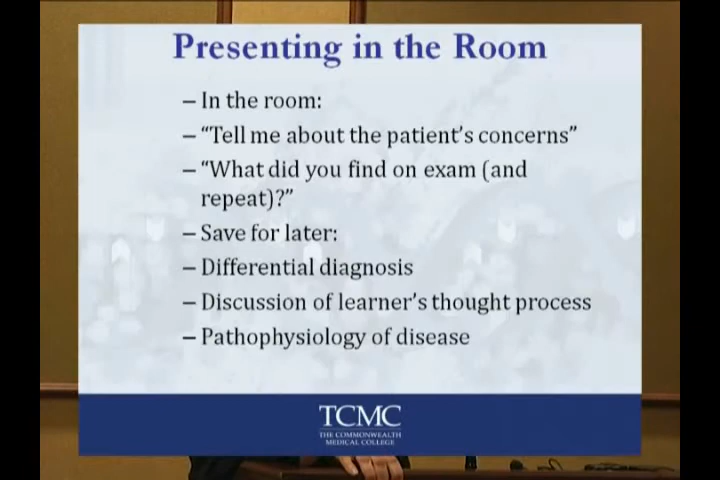 Presenting in the Room
– In the room:
– “Tell me about the patient’s concerns”
– “What did you find on exam (and
repeat)?”
– Save for later:
– Differential diagnosis
– Discussion of learner’s thought process
– Pathophysiology of disease
TCMC
THE COMMONWEALTH
MEDICAL COLLEGE